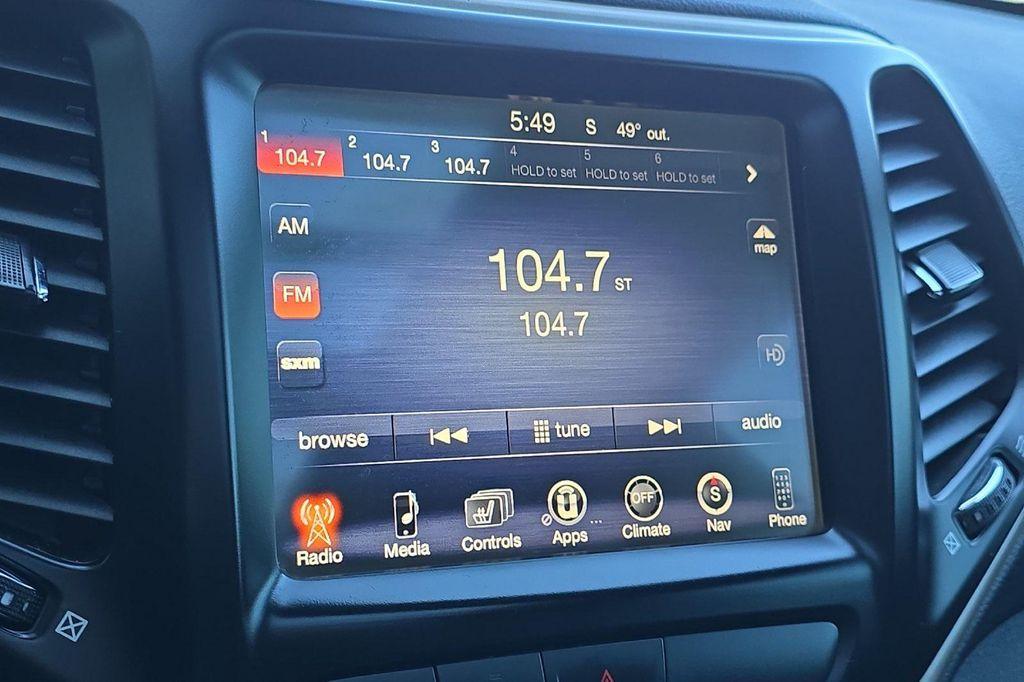 5:49 S 49° out.
1 104.7 2 104.7 3 104.7 4 HOLD to set 5 HOLD to set 6 HOLD to set
AM
map
104.7 ST
FM
104.7
HD
sxm
browse tune audio
OFF S
Radio Media Controls Apps ... Climate Nav Phone